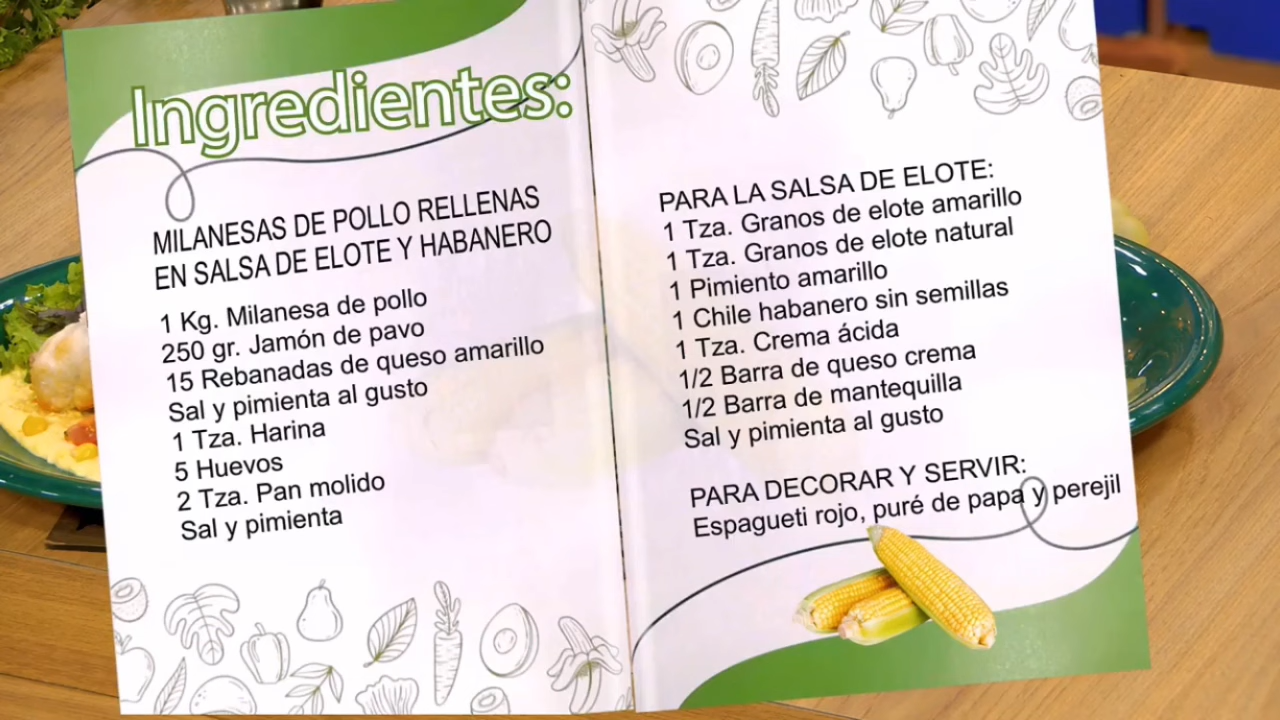 Ingredientes:
MILANESAS DE POLLO RELLENAS
EN SALSA DE ELOTE Y HABANERO
1 Kg. Milanesa de pollo
250 gr. Jamón de pavo
15 Rebanadas de queso amarillo
Sal y pimienta al gusto
1 Tza. Harina
5 Huevos
2 Tza. Pan molido
Sal y pimienta
PARA LA SALSA DE ELOTE:
1 Tza. Granos de elote amarillo
1 Tza. Granos de elote natural
1 Pimiento amarillo
1 Chile habanero sin semillas
1 Tza. Crema ácida
1/2 Barra de queso crema
1/2 Barra de mantequilla
Sal y pimienta al gusto
PARA DECORAR Y SERVIR:
Espagueti rojo, puré de papa y perejil